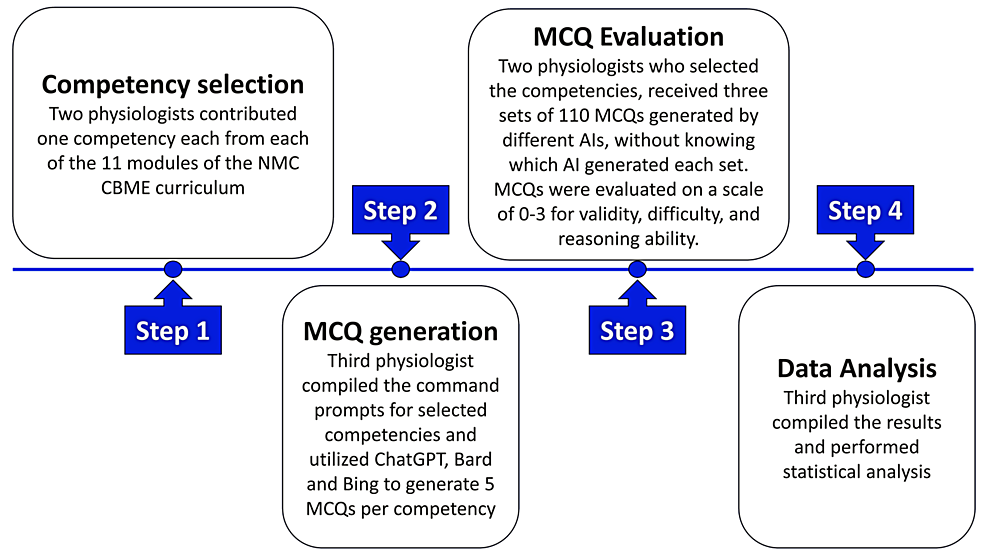 Competency selection
Two physiologists contributed
one competency each from each
of the 11 modules of the NMC
CBME curriculum
Step 1
Step 2
MCQ generation
Third physiologist
compiled the command
prompts for selected
competencies and
utilized ChatGPT, Bard
and Bing to generate 5
MCQs per competency
MCQ Evaluation
Two physiologists who selected
the competencies, received three
sets of 110 MCQs generated by
different AIs, without knowing
which AI generated each set.
MCQs were evaluated on a scale
of 0-3 for validity, difficulty, and
reasoning ability.
Step 3
Step 4
Data Analysis
Third physiologist
compiled the results
and performed
statistical analysis